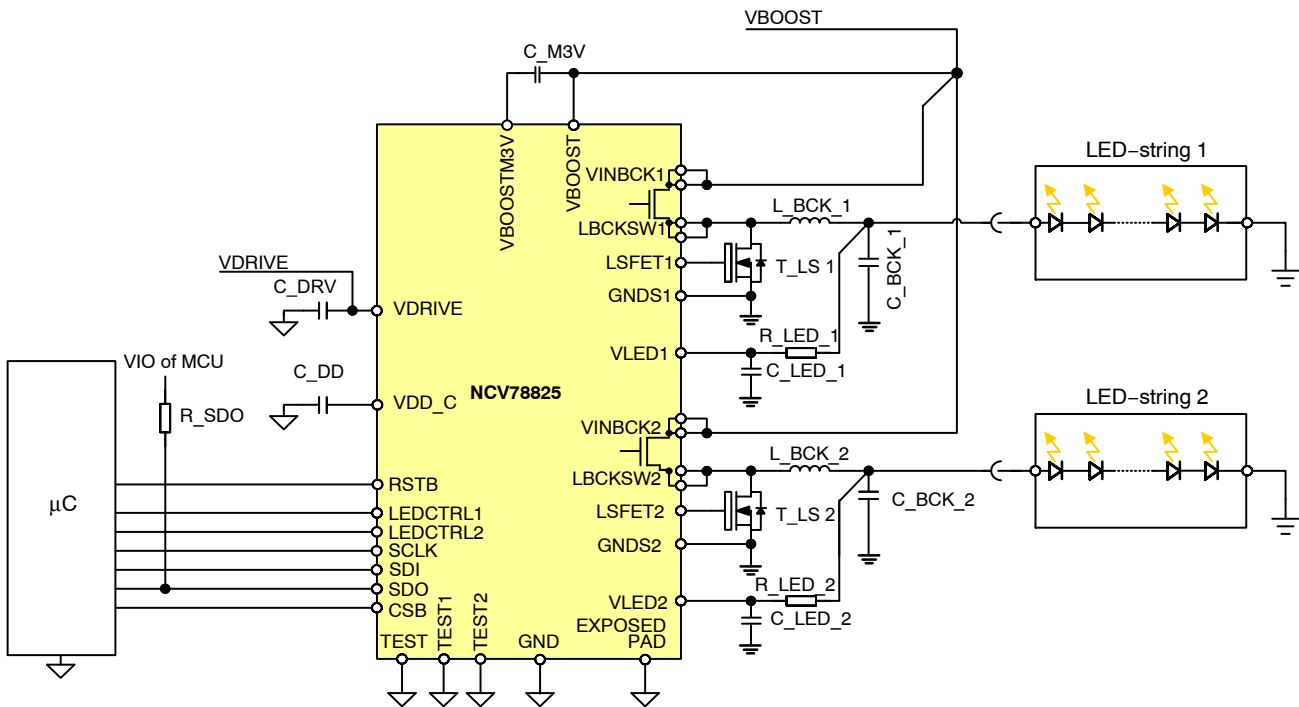 VBOOST
C_M3V
VBOOSTM3V
VBOOST
LED−string 1
VINBCK1
L_BCK_1
LBCKSW1
C_BCK_1
LSFET1
T_LS 1
VDRIVE
C_DRV
GNDS1
VDRIVE
R_LED_1
VLED1
C_LED_1
VIO of MCU
C_DD
NCV78825
LED−string 2
VDD_C
R_SDO
VINBCK2
L_BCK_2
LBCKSW2
C_BCK_2
μC
RSTB
LSFET2
T_LS 2
LEDCTRL1
LEDCTRL2
GNDS2
SCLK
SDI
SDO
R_LED_2
CSB
VLED2
C_LED_2
TEST
TEST1
TEST2
GND
EXPOSED
PAD